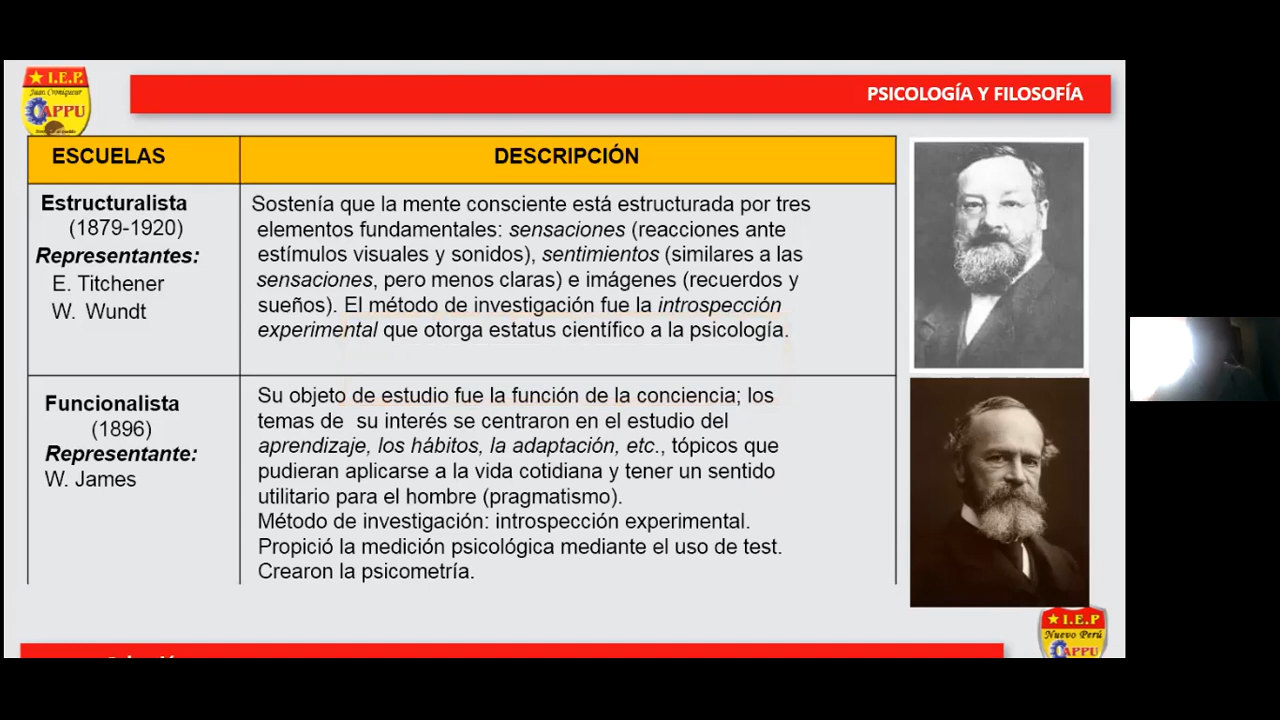 ★ I.E.P.
Juan Croniqueur
APPU
PSICOLOGÍA Y FILOSOFÍA
ESCUELAS
DESCRIPCIÓN
Estructuralista
(1879-1920)
Representantes:
E. Titchener
W. Wundt
Sostenía que la mente consciente está estructurada por tres
elementos fundamentales: sensaciones (reacciones ante
estímulos visuales y sonidos), sentimientos (similares a las
sensaciones, pero menos claras) e imágenes (recuerdos y
sueños). El método de investigación fue la introspección
experimental que otorga estatus científico a la psicología.
Funcionalista
(1896)
Representante:
W. James
Su objeto de estudio fue la función de la conciencia; los
temas de su interés se centraron en el estudio del
aprendizaje, los hábitos, la adaptación, etc., tópicos que
pudieran aplicarse a la vida cotidiana y tener un sentido
utilitario para el hombre (pragmatismo).
Método de investigación: introspección experimental.
Propició la medición psicológica mediante el uso de test.
Crearon la psicometría.
★ I.E.P
Nuevo Perú
APPU